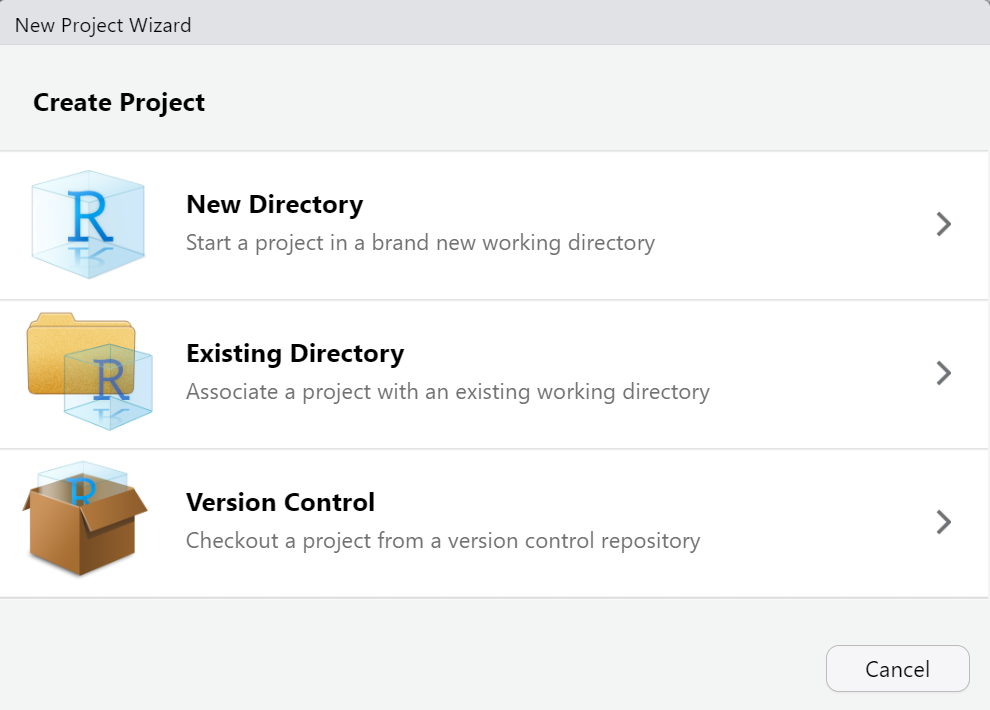 New Project Wizard
Create Project
R
New Directory
Start a project in a brand new working directory
R
Existing Directory
Associate a project with an existing working directory
R
Version Control
Checkout a project from a version control repository
Cancel